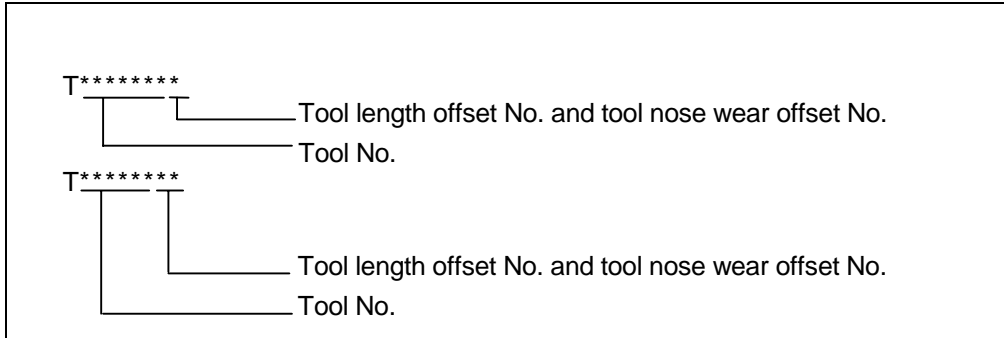 T********
Tool length offset No. and tool nose wear offset No.
Tool No.
T********
Tool length offset No. and tool nose wear offset No.
Tool No.